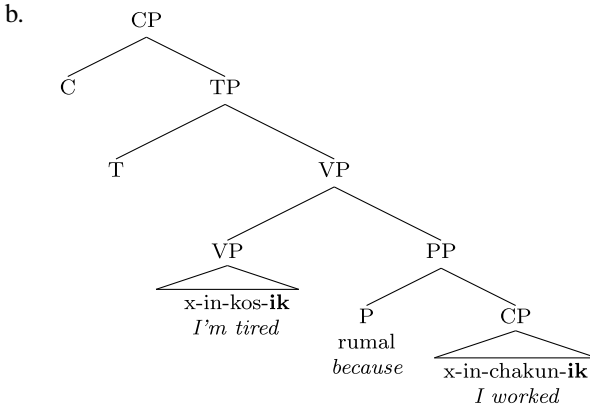 b.
CP
C
TP
T
VP
VP
PP
x-in-kos-ik
I'm tired
P
rumal
because
CP
x-in-chakun-ik
I worked